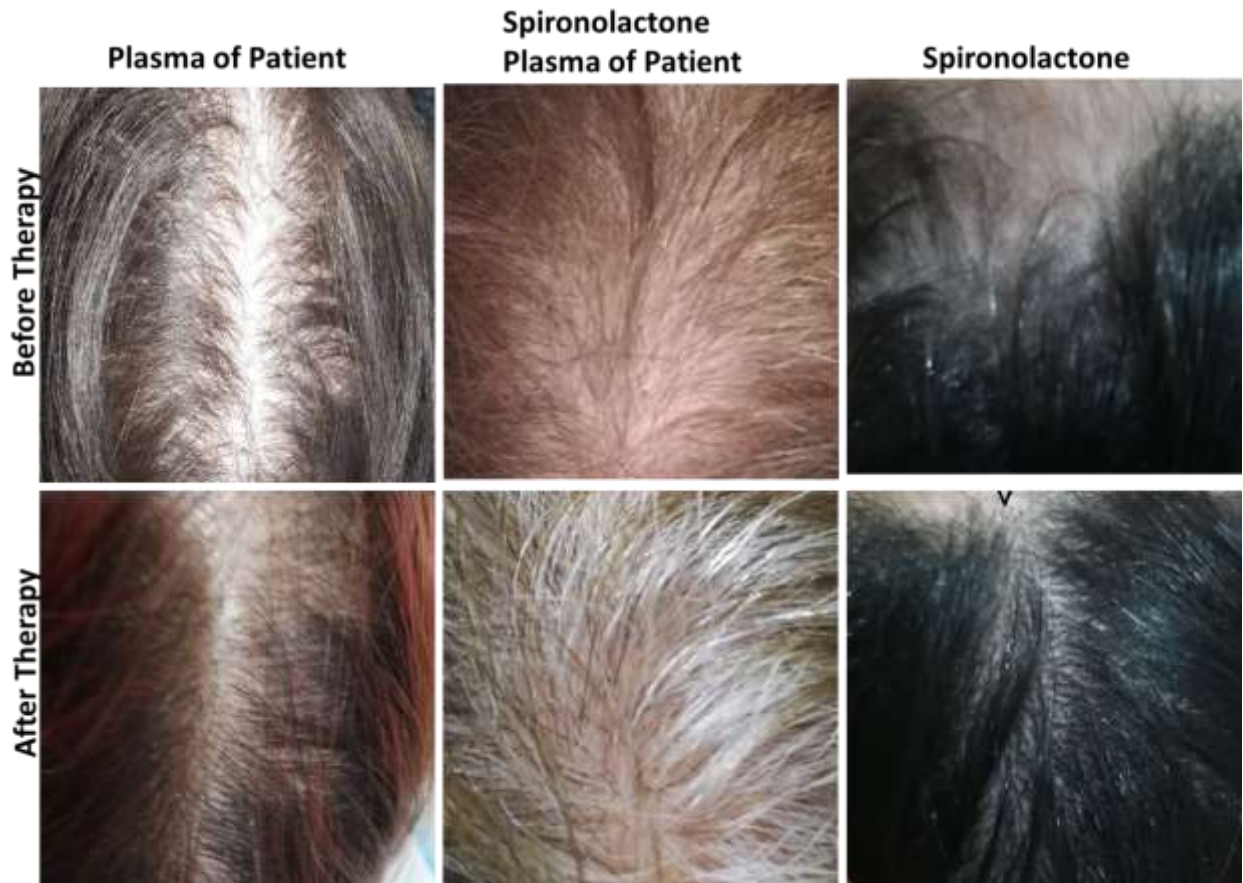 Plasma of Patient
Spironolactone
Plasma of Patient
Spironolactone
Before Therapy
After Therapy
v